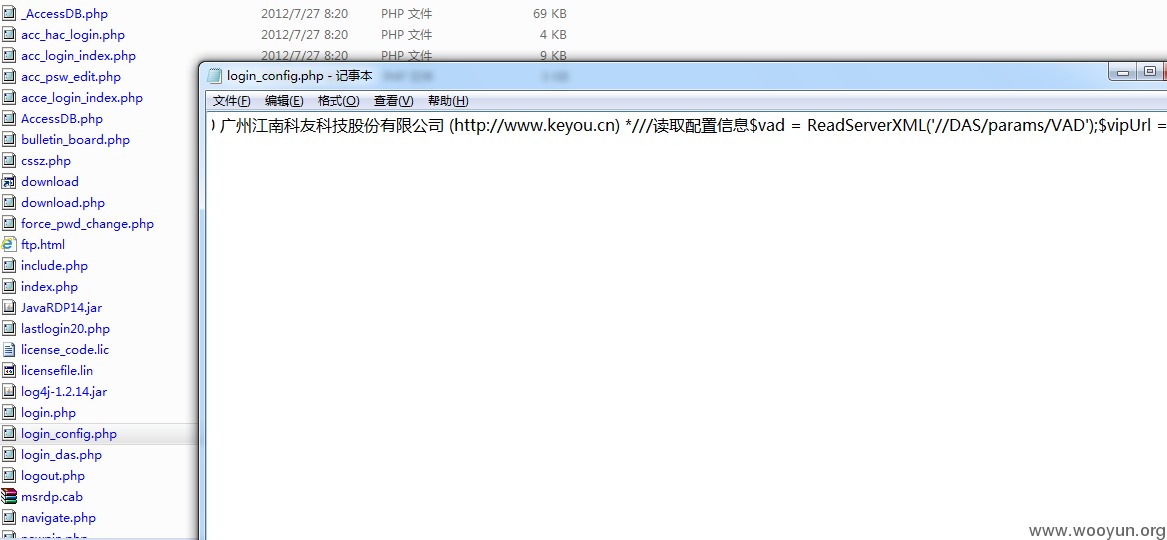 _AccessDB.php 2012/7/27 8:20 PHP 文件 69 KB
acc_hac_login.php 2012/7/27 8:20 PHP 文件 4 KB
acc_login_index.php 2012/7/27 8:20 PHP 文件 9 KB
acc_psw_edit.php
acce_login_index.php
AccessDB.php
bulletin_board.php
cssz.php
download
download.php
force_pwd_change.php
ftp.html
include.php
index.php
JavaRDP14.jar
lastlogin20.php
license_code.lic
licensefile.lin
log4j-1.2.14.jar
login.php
login_config.php
login_das.php
logout.php
msrdp.cab
navigate.php
login_config.php - 记事本
文件(F) 编辑(E) 格式(O) 查看(V) 帮助(H)
) 广州江南科友科技股份有限公司 (http://www.keyou.cn) *///读取配置信息$vad = ReadServerXML('//DAS/params/VAD');$vipUrl =
www.wooyun.org